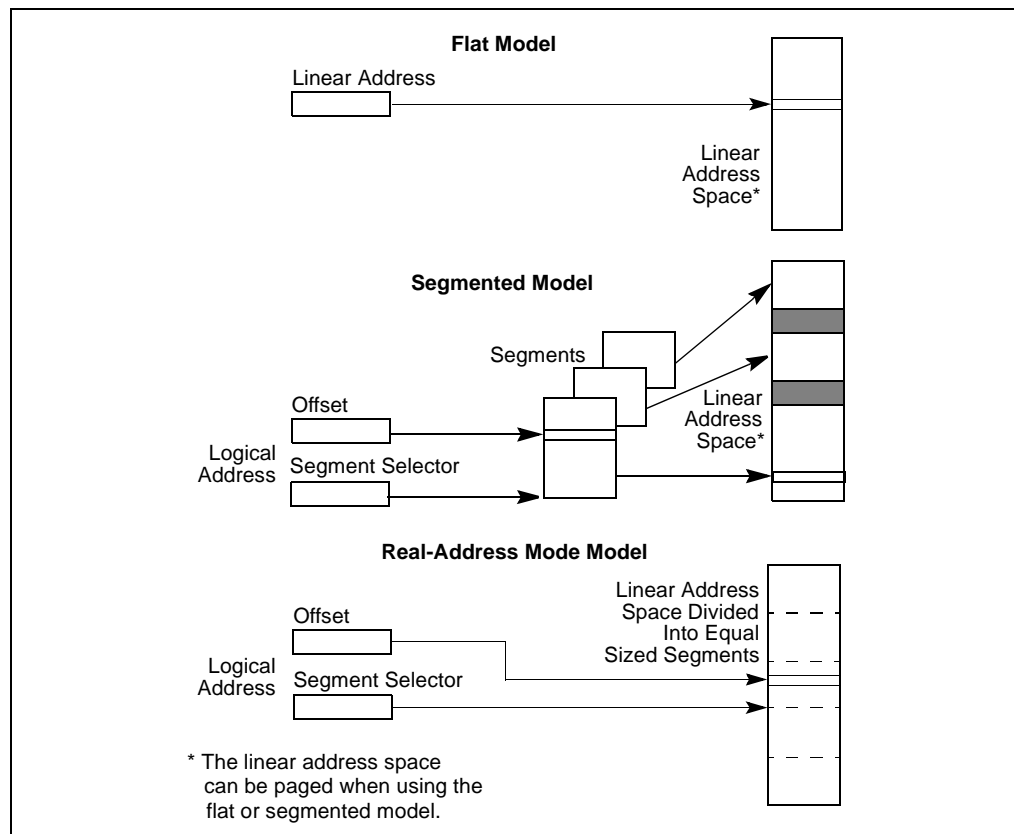 Flat Model
Linear Address
Linear
Address
Space*
Segmented Model
Segments
Offset
Logical
Address
Segment Selector
Linear
Address
Space*
Real-Address Mode Model
Linear Address
Space Divided
Into Equal
Sized Segments
Offset
Logical
Address
Segment Selector
* The linear address space
can be paged when using the
flat or segmented model.